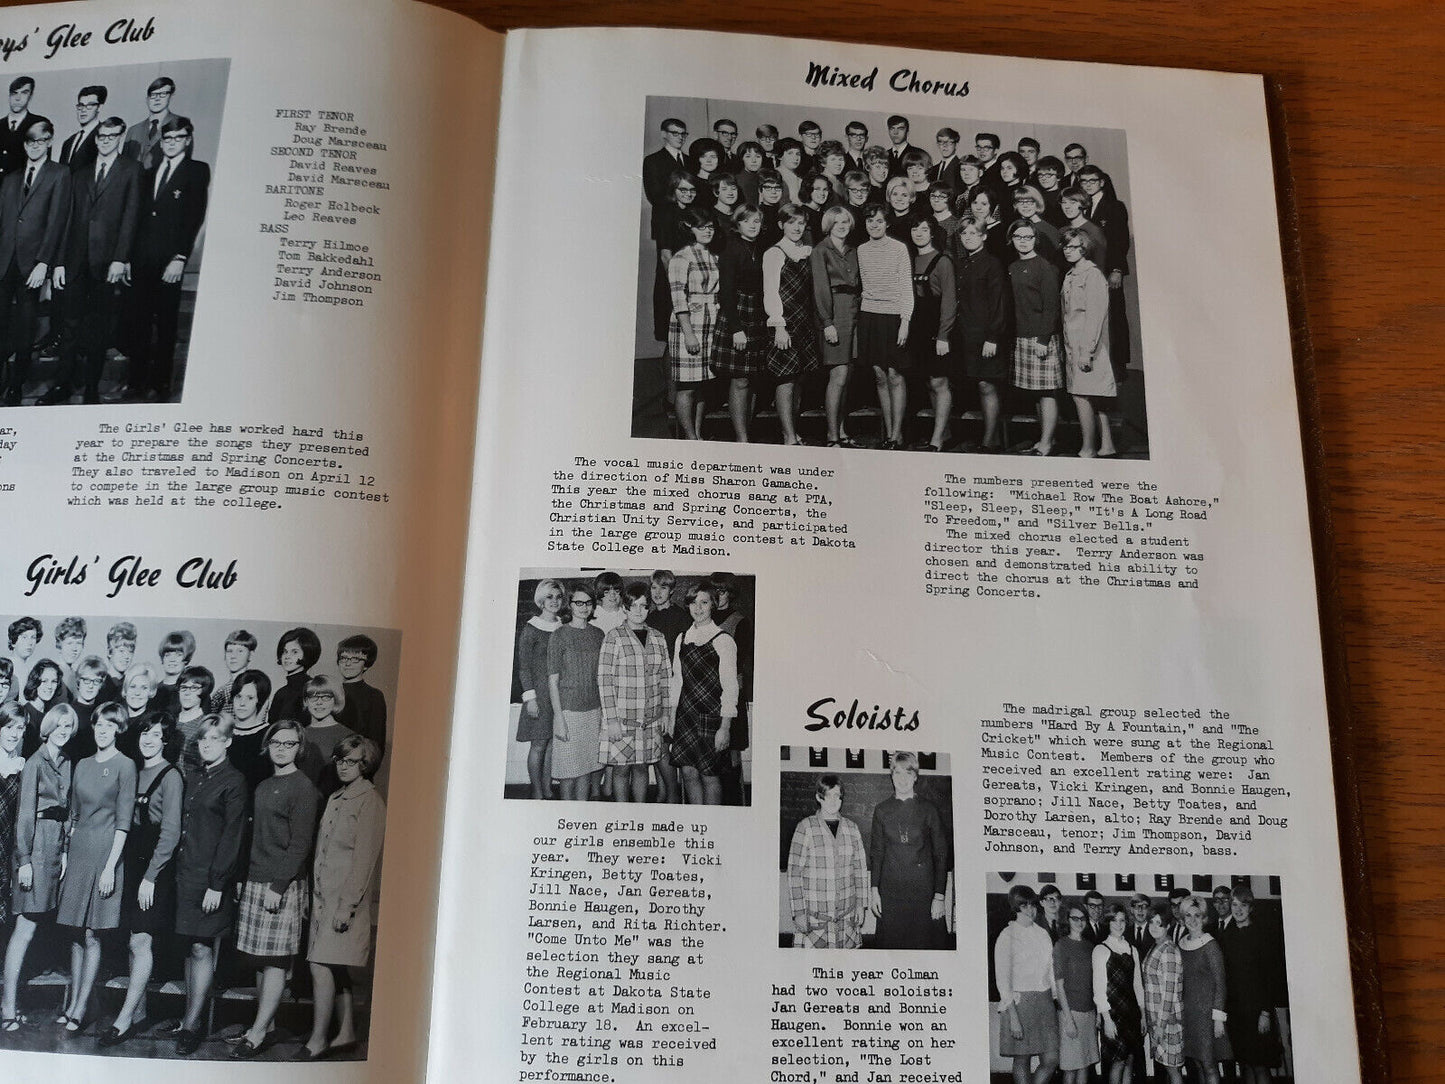 Glee Club
FIRST TENOR
Ray Brende
Doug Marsceau
SECOND TENOR
David Reaves
David Marsceau
BARITONE
Roger Holbeck
Leo Reaves
BASS
Terry Hilmoe
Tom Bakkedahl
Terry Anderson
David Johnson
Jim Thompson
The Girls' Glee has worked hard this
year to prepare the songs they presented
at the Christmas and Spring Concerts.
They also traveled to Madison on April 12
to compete in the large group music contest
which was held at the college.
Girls' Glee Club
Mixed Chorus
The vocal music department was under
the direction of Miss Sharon Gamache.
This year the mixed chorus sang at PTA,
the Christmas and Spring Concerts, the
Christian Unity Service, and participated
in the large group music contest at Dakota
State College at Madison.
The numbers presented were the
following: "Michael Row The Boat Ashore,"
"Sleep, Sleep, Sleep," "It's A Long Road
To Freedom," and "Silver Bells."
The mixed chorus elected a student
director this year. Terry Anderson was
chosen and demonstrated his ability to
direct the chorus at the Christmas and
Spring Concerts.
Seven girls made up
our girls ensemble this
year. They were: Vicki
Kringen, Betty Toates,
Jill Nace, Jan Gereats,
Bonnie Haugen, Dorothy
Larsen, and Rita Richter.
"Come Unto Me" was the
selection they sang at
the Regional Music
Contest at Dakota State
College at Madison on
February 18. An excel-
lent rating was received
by the girls on this
performance.
Soloists
This year Colman
had two vocal soloists:
Jan Gereats and Bonnie
Haugen. Bonnie won an
excellent rating on her
selection, "The Lost
Chord," and Jan received
The madrigal group selected the
numbers "Hard By A Fountain," and "The
Cricket" which were sung at the Regional
Music Contest. Members of the group who
received an excellent rating were: Jan
Gereats, Vicki Kringen, and Bonnie Haugen,
soprano; Jill Nace, Betty Toates, and
Dorothy Larsen, alto; Ray Brende and Doug
Marsceau, tenor; Jim Thompson, David
Johnson, and Terry Anderson, bass.